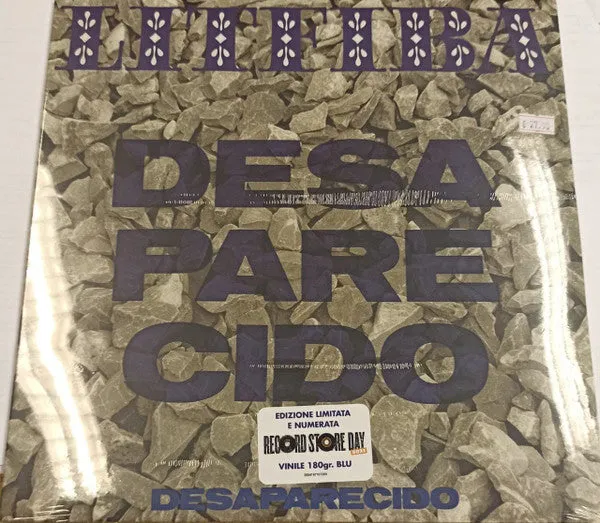 LITFIBA
DESA
PARE
CIDO
EDIZIONE LIMITATA
E NUMERATA
RECORD STORE DAY
VINILE 180gr. BLU
DESAPARECIDO